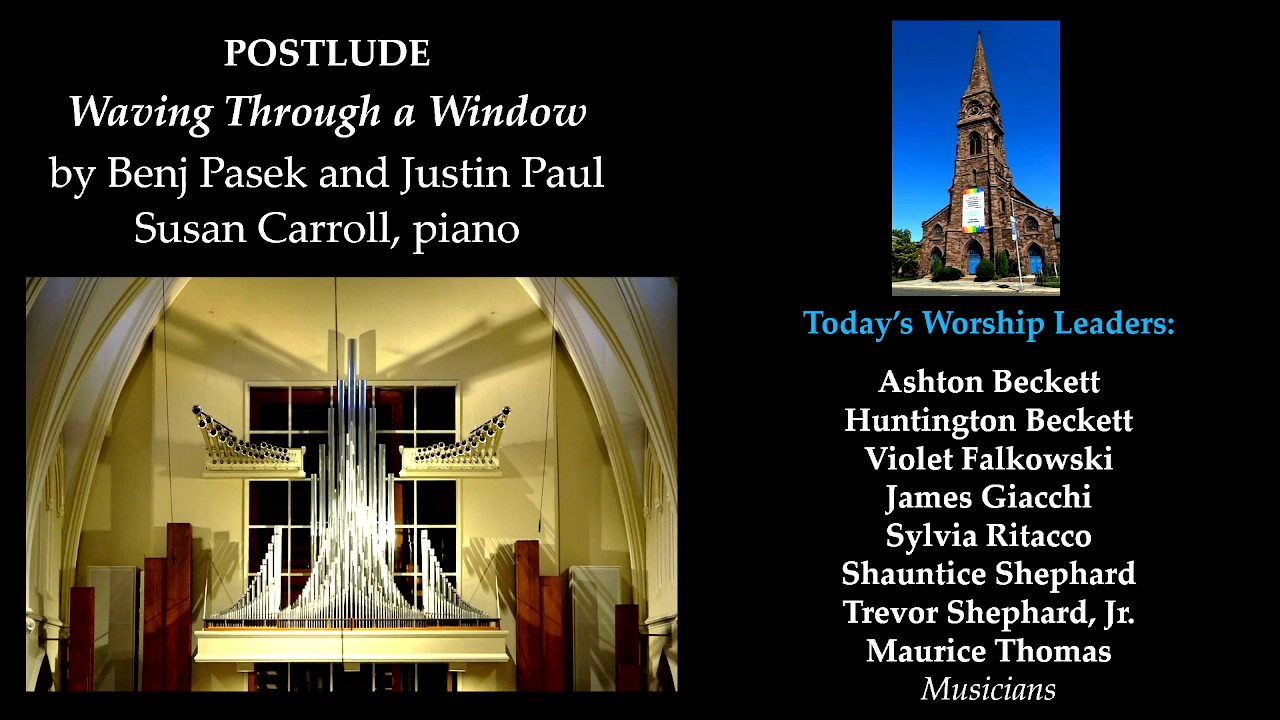 POSTLUDE
Waving Through a Window
by Benj Pasek and Justin Paul
Susan Carroll, piano
Today’s Worship Leaders:
Ashton Beckett
Huntington Beckett
Violet Falkowski
James Giacchi
Sylvia Ritacco
Shauntice Shephard
Trevor Shephard, Jr.
Maurice Thomas
Musicians